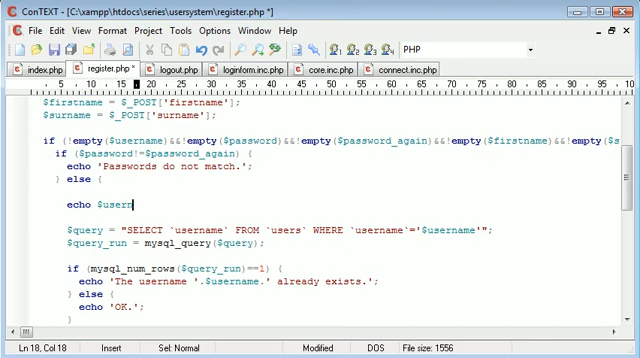 ConTEXT - [C:\xampp\htdocs\series\usersystem\register.php *]
File Edit View Format Project Tools Options Window Help
PHP
index.php register.php * logout.php loginform.inc.php core.inc.php connect.inc.php
5 10 15 20 25 30 35 40 45 50 55 60 65 70 75 80 85 90 95 10
$firstname = $_POST['firstname'];
$surname = $_POST['surname'];
if (!empty($username)&&!empty($password)&&!empty($password_again)&&!empty($firstname)&&!empty($s
if ($password!=$password_again) {
echo 'Passwords do not match.';
} else {
echo $usern
$query = "SELECT `username` FROM `users` WHERE `username`='$username'";
$query_run = mysql_query($query);
if (mysql_num_rows($query_run)==1) {
echo 'The username '.$username.' already exists.';
} else {
echo 'OK.';
}
Ln 18, Col 18 Insert Sel: Normal Modified DOS File size: 1556